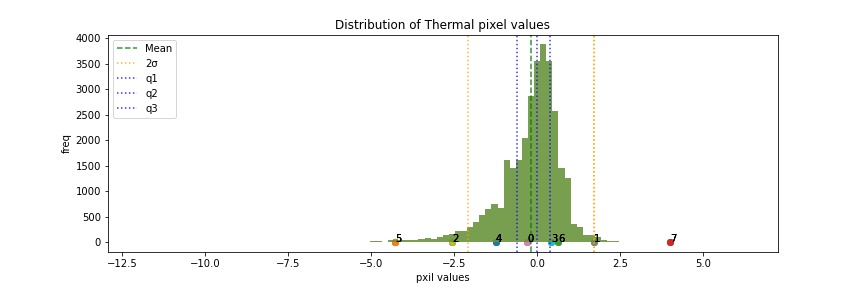 Distribution of Thermal pixel values
4000
3500
3000
2500
2000
1500
1000
500
0
freq
Mean
2σ
q1
q2
q3
5 2 4 0 3 6 1 7
−12.5 −10.0 −7.5 −5.0 −2.5 0.0 2.5 5.0
pxil values